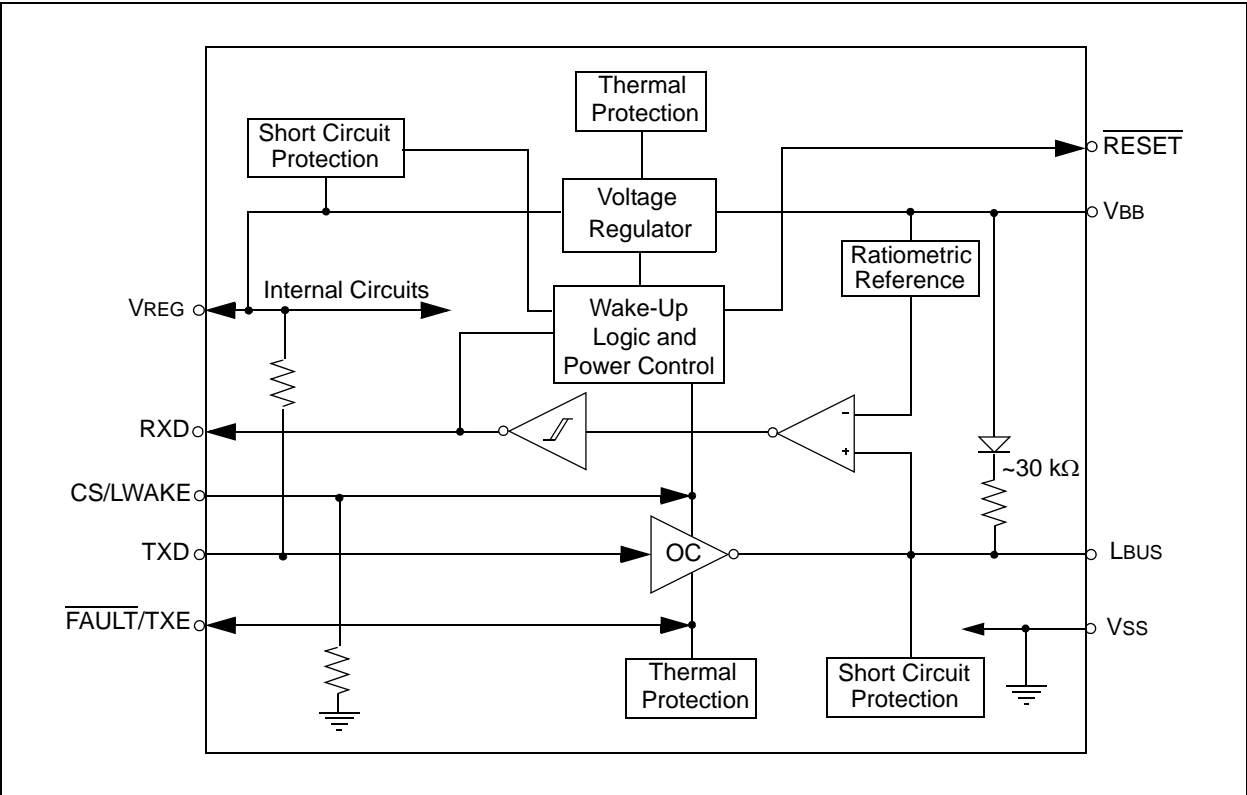 Thermal
Protection
Short Circuit
Protection
RESET
Voltage
Regulator
VBB
Ratiometric
Reference
Internal Circuits
VREG
Wake-Up
Logic and
Power Control
RXD
-
+
~30 kΩ
CS/LWAKE
TXD
OC
LBUS
FAULT/TXE
VSS
Thermal
Protection
Short Circuit
Protection